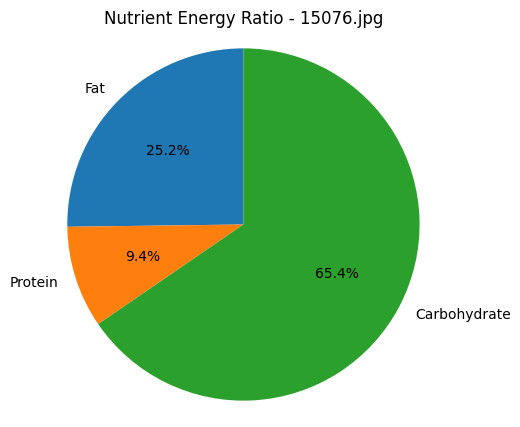 Nutrient Energy Ratio - 15076.jpg
Fat
25.2%
9.4%
Protein
65.4%
Carbohydrate